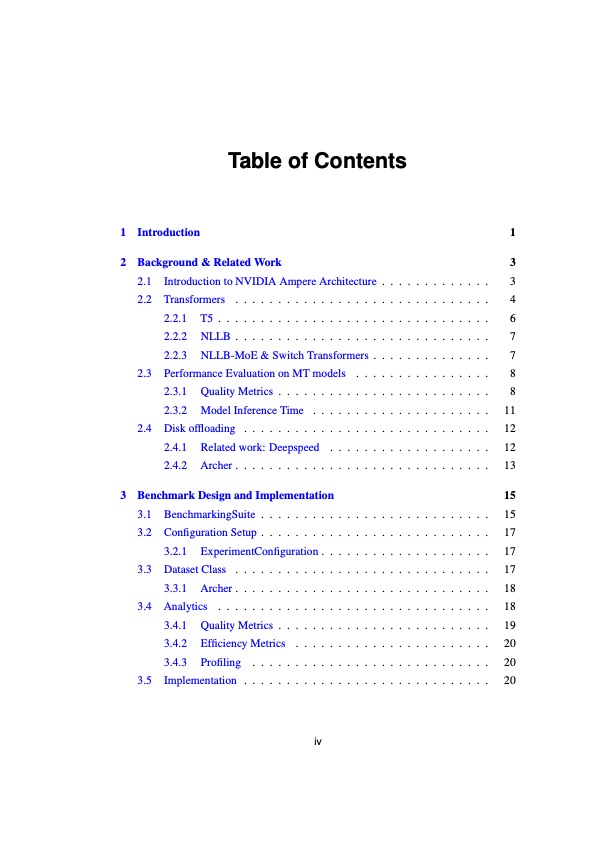 Table of Contents
1 Introduction 1
2 Background & Related Work 3
2.1 Introduction to NVIDIA Ampere Architecture . . . . . . . . . . . . . 3
2.2 Transformers . . . . . . . . . . . . . . . . . . . . . . . . . . . . . . 4
2.2.1 T5 . . . . . . . . . . . . . . . . . . . . . . . . . . . . . . . 6
2.2.2 NLLB . . . . . . . . . . . . . . . . . . . . . . . . . . . . . 7
2.2.3 NLLB-MoE & Switch Transformers . . . . . . . . . . . . . . 7
2.3 Performance Evaluation on MT models . . . . . . . . . . . . . . . . 8
2.3.1 Quality Metrics . . . . . . . . . . . . . . . . . . . . . . . . . 8
2.3.2 Model Inference Time . . . . . . . . . . . . . . . . . . . . . 11
2.4 Disk offloading . . . . . . . . . . . . . . . . . . . . . . . . . . . . . 12
2.4.1 Related work: Deepspeed . . . . . . . . . . . . . . . . . . . 12
2.4.2 Archer . . . . . . . . . . . . . . . . . . . . . . . . . . . . . 13
3 Benchmark Design and Implementation 15
3.1 BenchmarkingSuite . . . . . . . . . . . . . . . . . . . . . . . . . . . 15
3.2 Configuration Setup . . . . . . . . . . . . . . . . . . . . . . . . . . . 17
3.2.1 ExperimentConfiguration . . . . . . . . . . . . . . . . . . . . 17
3.3 Dataset Class . . . . . . . . . . . . . . . . . . . . . . . . . . . . . . 17
3.3.1 Archer . . . . . . . . . . . . . . . . . . . . . . . . . . . . . 18
3.4 Analytics . . . . . . . . . . . . . . . . . . . . . . . . . . . . . . . . 18
3.4.1 Quality Metrics . . . . . . . . . . . . . . . . . . . . . . . . . 19
3.4.2 Efficiency Metrics . . . . . . . . . . . . . . . . . . . . . . . 20
3.4.3 Profiling . . . . . . . . . . . . . . . . . . . . . . . . . . . . 20
3.5 Implementation . . . . . . . . . . . . . . . . . . . . . . . . . . . . . 20
iv